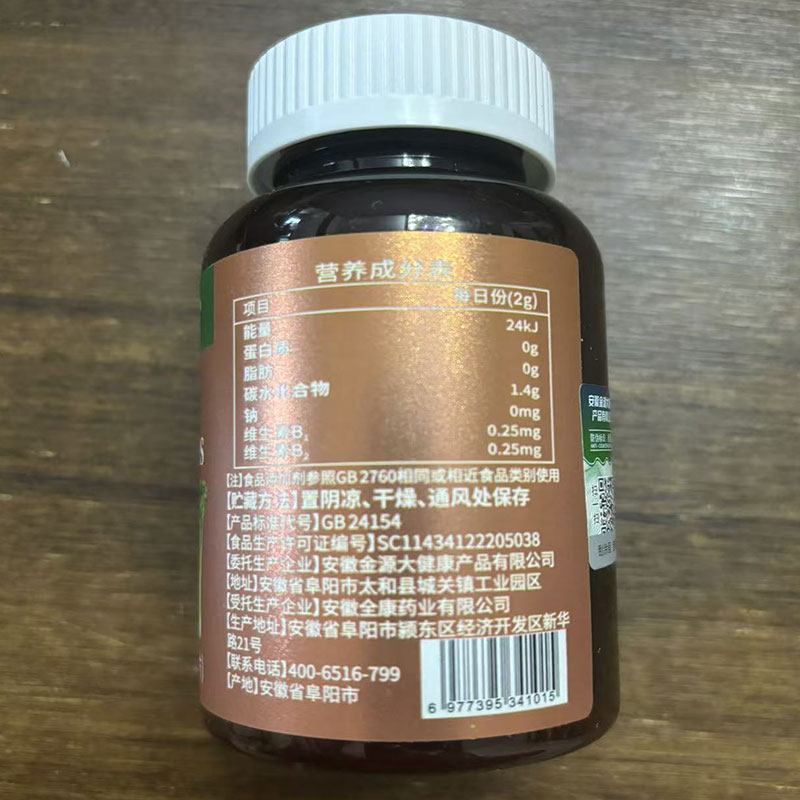 营养成分表
项目 每日份(2g)
能量 24kJ
蛋白质 0g
脂肪 0g
碳水化合物 1.4g
钠 0mg
维生素B₁ 0.25mg
维生素B₂ 0.25mg
[注]食品添加剂参照GB 2760相同或相近食品类别使用
【贮藏方法】置阴凉、干燥、通风处保存
【产品标准代号】GB 24154
【食品生产许可证编号】SC11434122205038
【委托生产企业】安徽金源大健康产品有限公司
【地址】安徽省阜阳市太和县城关镇工业园区
【受托生产企业】安徽全康药业有限公司
【生产地址】安徽省阜阳市颍东区经济开发区新华
路21号
【联系电话】400-6516-799
【产地】安徽省阜阳市
6 977395 341015
扫一扫